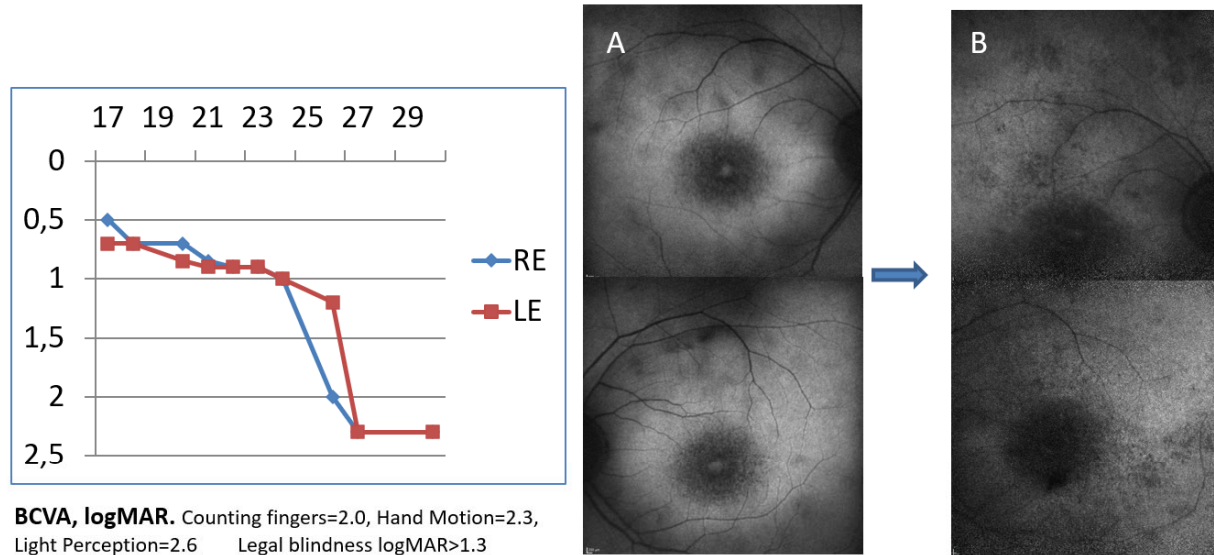 17 19 21 23 25 27 29
0
0,5
1
1,5
2
2,5
RE
LE
BCVA, logMAR. Counting fingers=2.0, Hand Motion=2.3,
Light Perception=2.6 Legal blindness logMAR>1.3
A
B